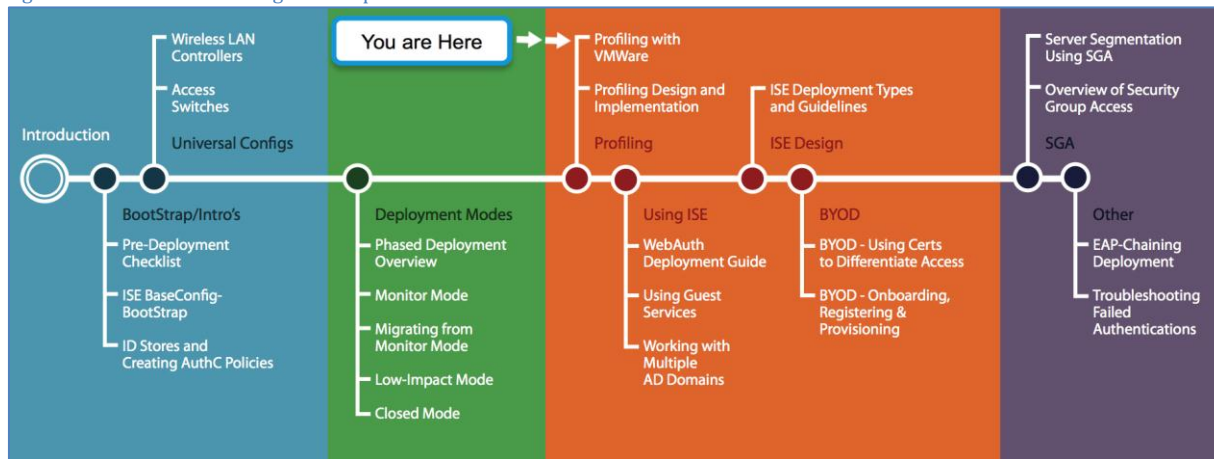 Wireless LAN
Controllers
Access
Switches
Universal Configs
Introduction
BootStrap/Intro's
Pre-Deployment
Checklist
ISE BaseConfig-
BootStrap
ID Stores and
Creating AuthC Policies
You are Here
Deployment Modes
Phased Deployment
Overview
Monitor Mode
Migrating from
Monitor Mode
Low-Impact Mode
Closed Mode
Profiling with
VMWare
Profiling Design and
Implementation
Profiling
ISE Deployment Types
and Guidelines
ISE Design
Using ISE
WebAuth
Deployment Guide
Using Guest
Services
Working with
Multiple
AD Domains
BYOD
BYOD - Using Certs
to Differentiate Access
BYOD - Onboarding,
Registering &
Provisioning
Server Segmentation
Using SGA
Overview of Security
Group Access
SGA
Other
EAP-Chaining
Deployment
Troubleshooting
Failed
Authentications